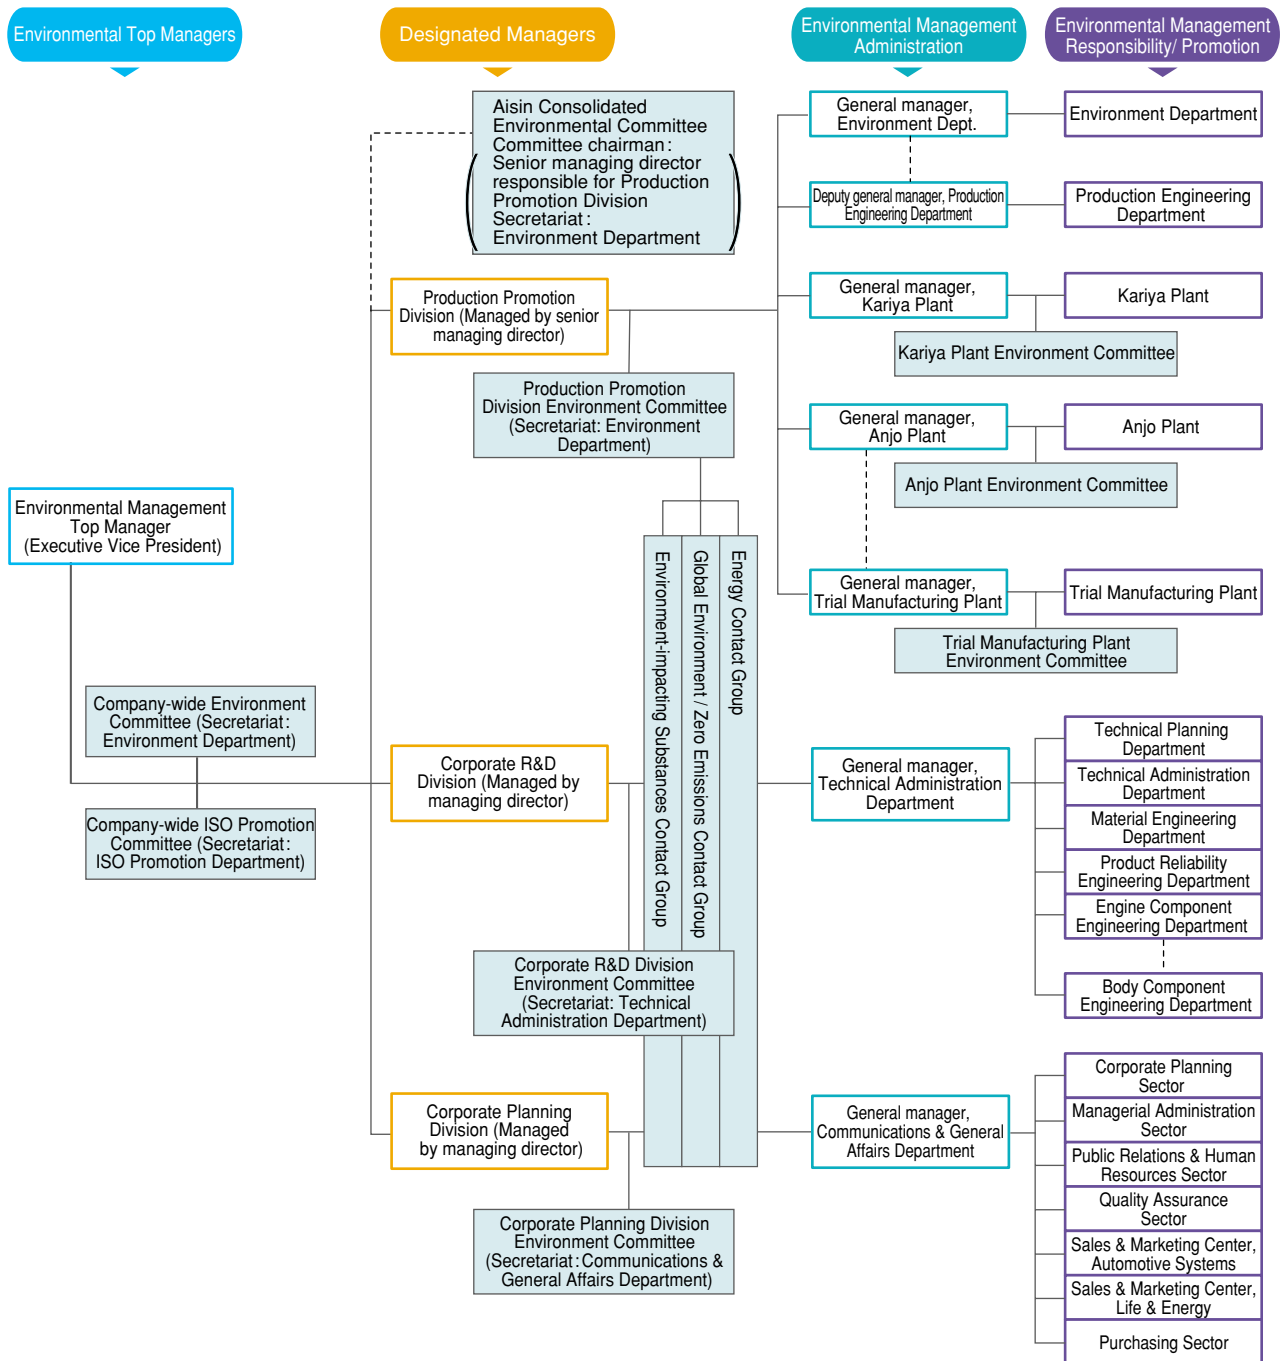 Environmental Top Managers
Designated Managers
Environmental Management
Administration
Environmental Management
Responsibility/ Promotion
Aisin Consolidated
Environmental Committee
Committee chairman:
Senior managing director
responsible for Production
Promotion Division
Secretariat:
Environment Department
General manager,
Environment Dept.
Environment Department
Deputy general manager, Production
Engineering Department
Production Engineering
Department
Production Promotion
Division (Managed by senior
managing director)
General manager,
Kariya Plant
Kariya Plant
Kariya Plant Environment Committee
Production Promotion
Division Environment Committee
(Secretariat: Environment
Department)
General manager,
Anjo Plant
Anjo Plant
Anjo Plant Environment Committee
Environmental Management
Top Manager
(Executive Vice President)
Environment-impacting Substances Contact Group
Global Environment / Zero Emissions Contact Group
Energy Contact Group
General manager,
Trial Manufacturing Plant
Trial Manufacturing Plant
Trial Manufacturing Plant
Environment Committee
Company-wide Environment
Committee (Secretariat:
Environment Department)
Company-wide ISO Promotion
Committee (Secretariat:
ISO Promotion Department)
Corporate R&D
Division (Managed by
managing director)
General manager,
Technical Administration
Department
Technical Planning
Department
Technical Administration
Department
Material Engineering
Department
Product Reliability
Engineering Department
Engine Component
Engineering Department
Body Component
Engineering Department
Corporate R&D Division
Environment Committee
(Secretariat: Technical
Administration Department)
Corporate Planning
Division (Managed
by managing director)
General manager,
Communications & General
Affairs Department
Corporate Planning
Sector
Managerial Administration
Sector
Public Relations & Human
Resources Sector
Quality Assurance
Sector
Sales & Marketing Center,
Automotive Systems
Sales & Marketing Center,
Life & Energy
Purchasing Sector
Corporate Planning Division
Environment Committee
(Secretariat: Communications &
General Affairs Department)